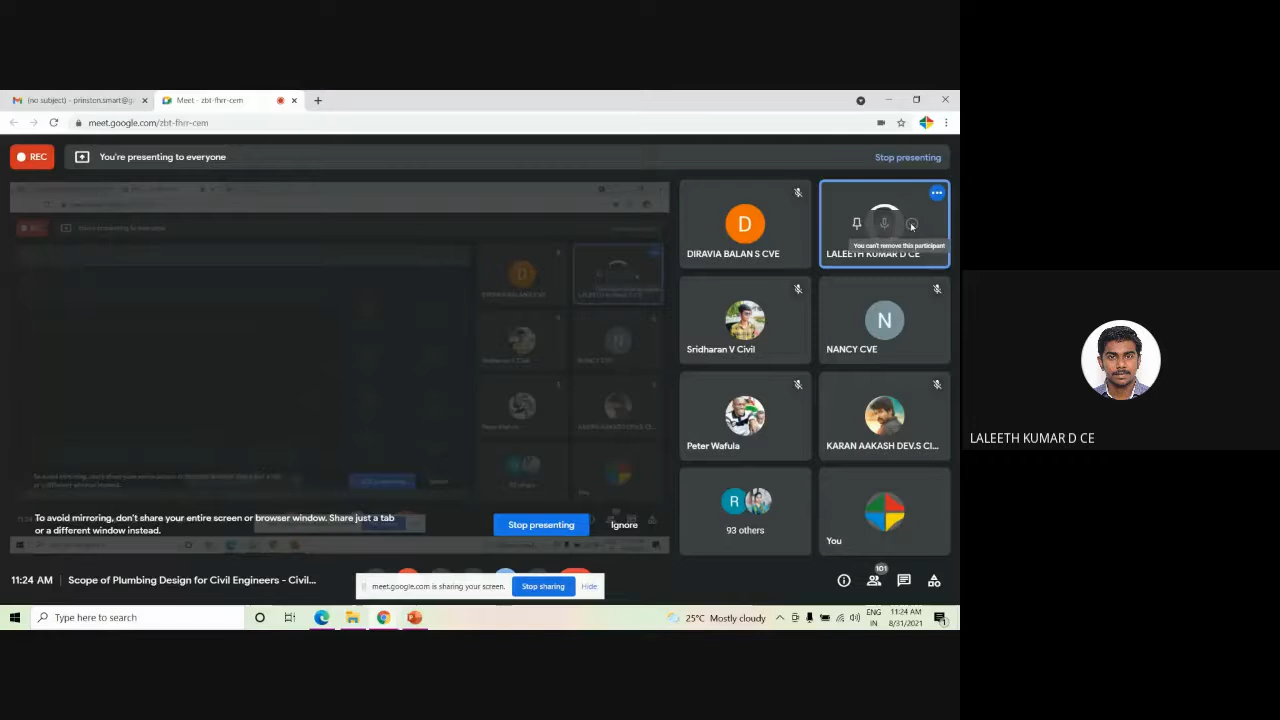 (no subject) - prinston.smart@g
Meet - zbt-fhrr-cem
meet.google.com/zbt-fhrr-cem
REC
You're presenting to everyone
Stop presenting
D
DIRAVIA BALAN S CVE
You can't remove this participant
LALEETH KUMAR D CE
Sridharan V Civil
N
NANCY CVE
Peter Wafula
KARAN AAKASH DEV.S CI...
R
93 others
You
To avoid mirroring, don't share your entire screen or browser window. Share just a tab
or a different window instead.
Stop presenting
Ignore
11:24 AM | Scope of Plumbing Design for Civil Engineers - Civil...
meet.google.com is sharing your screen.
Stop sharing
Hide
101
Type here to search
25°C Mostly cloudy
ENG
IN
11:24 AM
8/31/2021
1
LALEETH KUMAR D CE